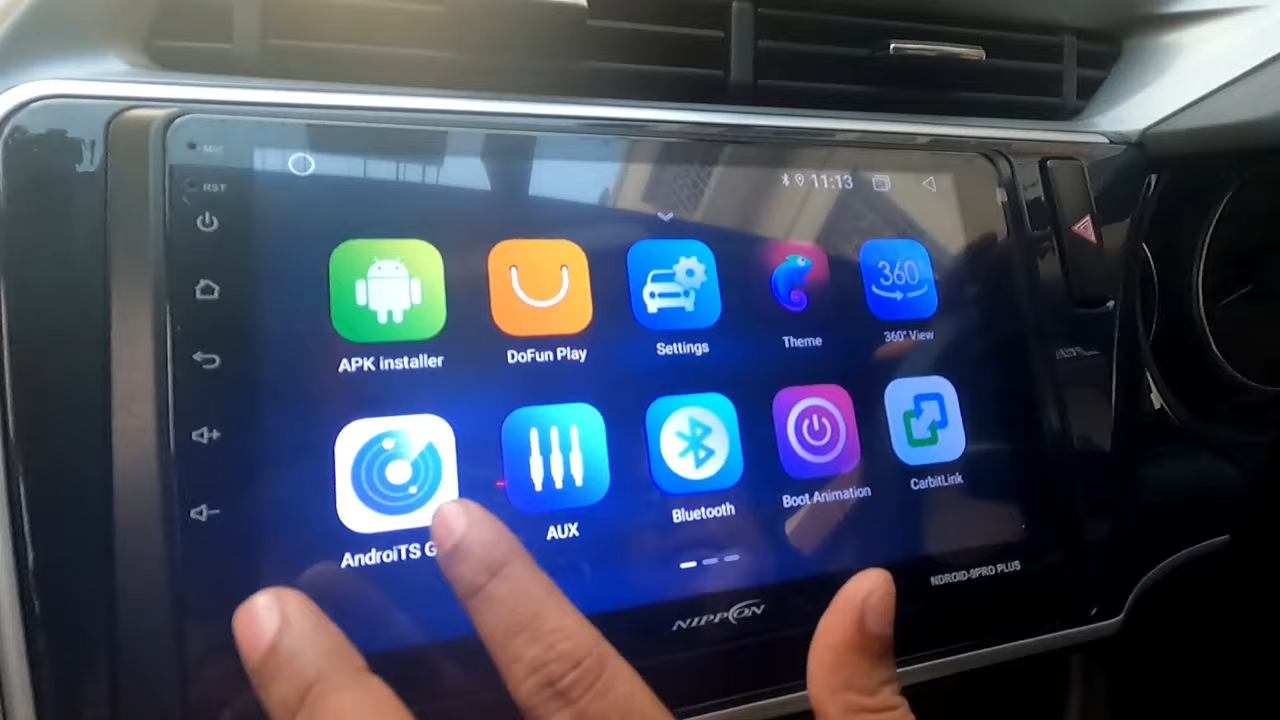 MIC
11:13
RST
360°
APK installer
DoFun Play
Settings
Theme
360° View
AndroiTS G
AUX
Bluetooth
Boot Animation
CarbitLink
NDROID-9PRO PLUS
NIPPON